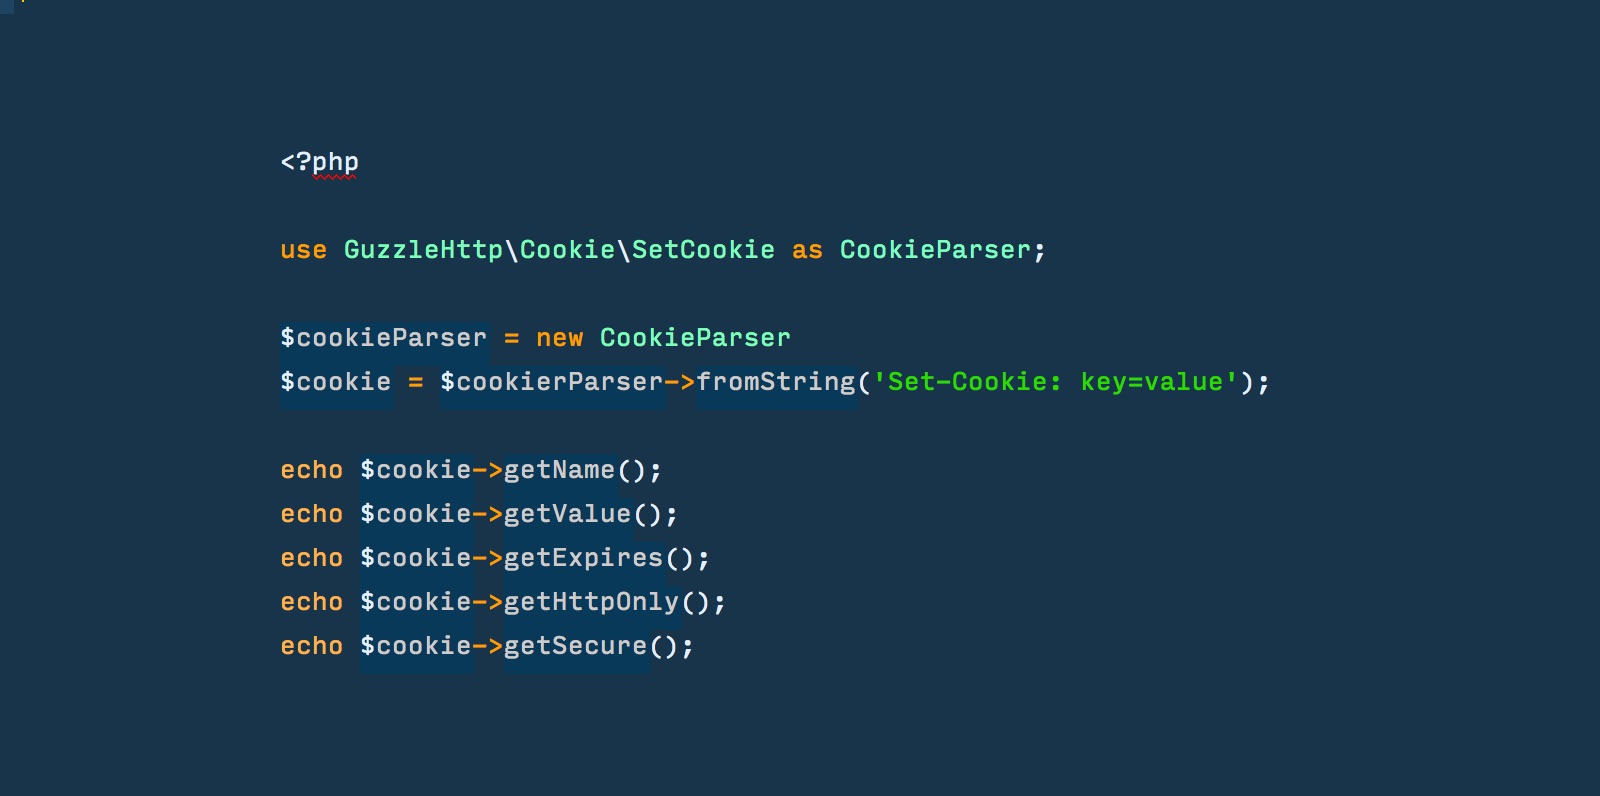 <?php
use GuzzleHttp\Cookie\SetCookie as CookieParser;
$cookieParser = new CookieParser
$cookie = $cookierParser->fromString('Set-Cookie: key=value');
echo $cookie->getName();
echo $cookie->getValue();
echo $cookie->getExpires();
echo $cookie->getHttpOnly();
echo $cookie->getSecure();